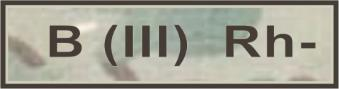 B (III) Rh-